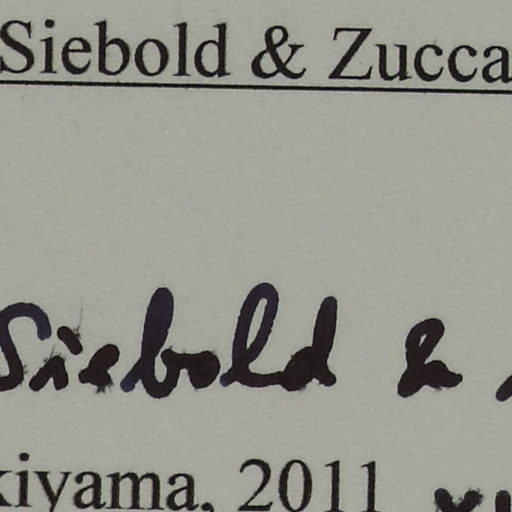 Siebold & Zucca
Siebold &
kiyama, 2011